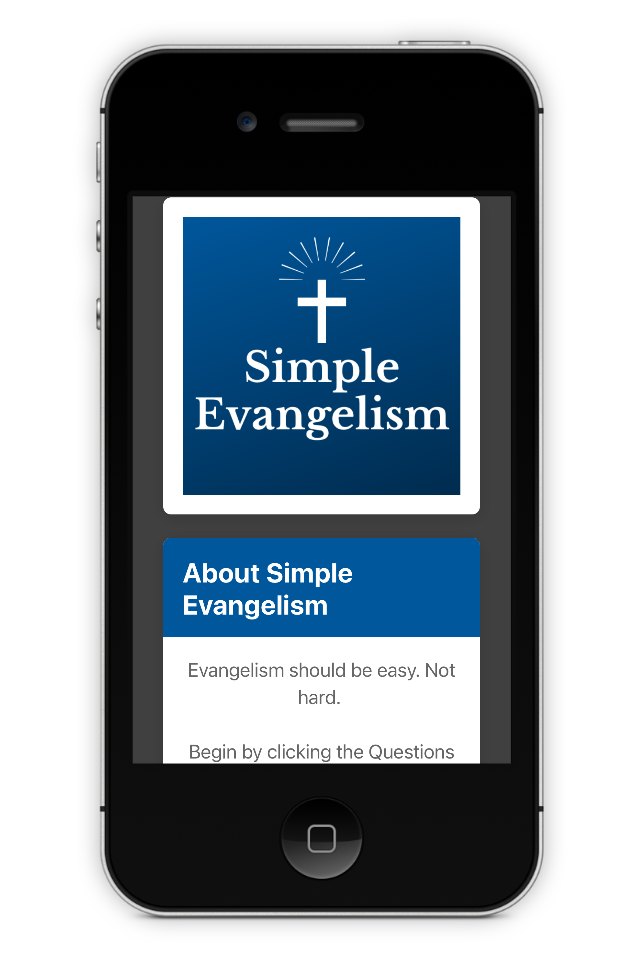 Simple
Evangelism
About Simple
Evangelism
Evangelism should be easy. Not
hard.
Begin by clicking the Questions